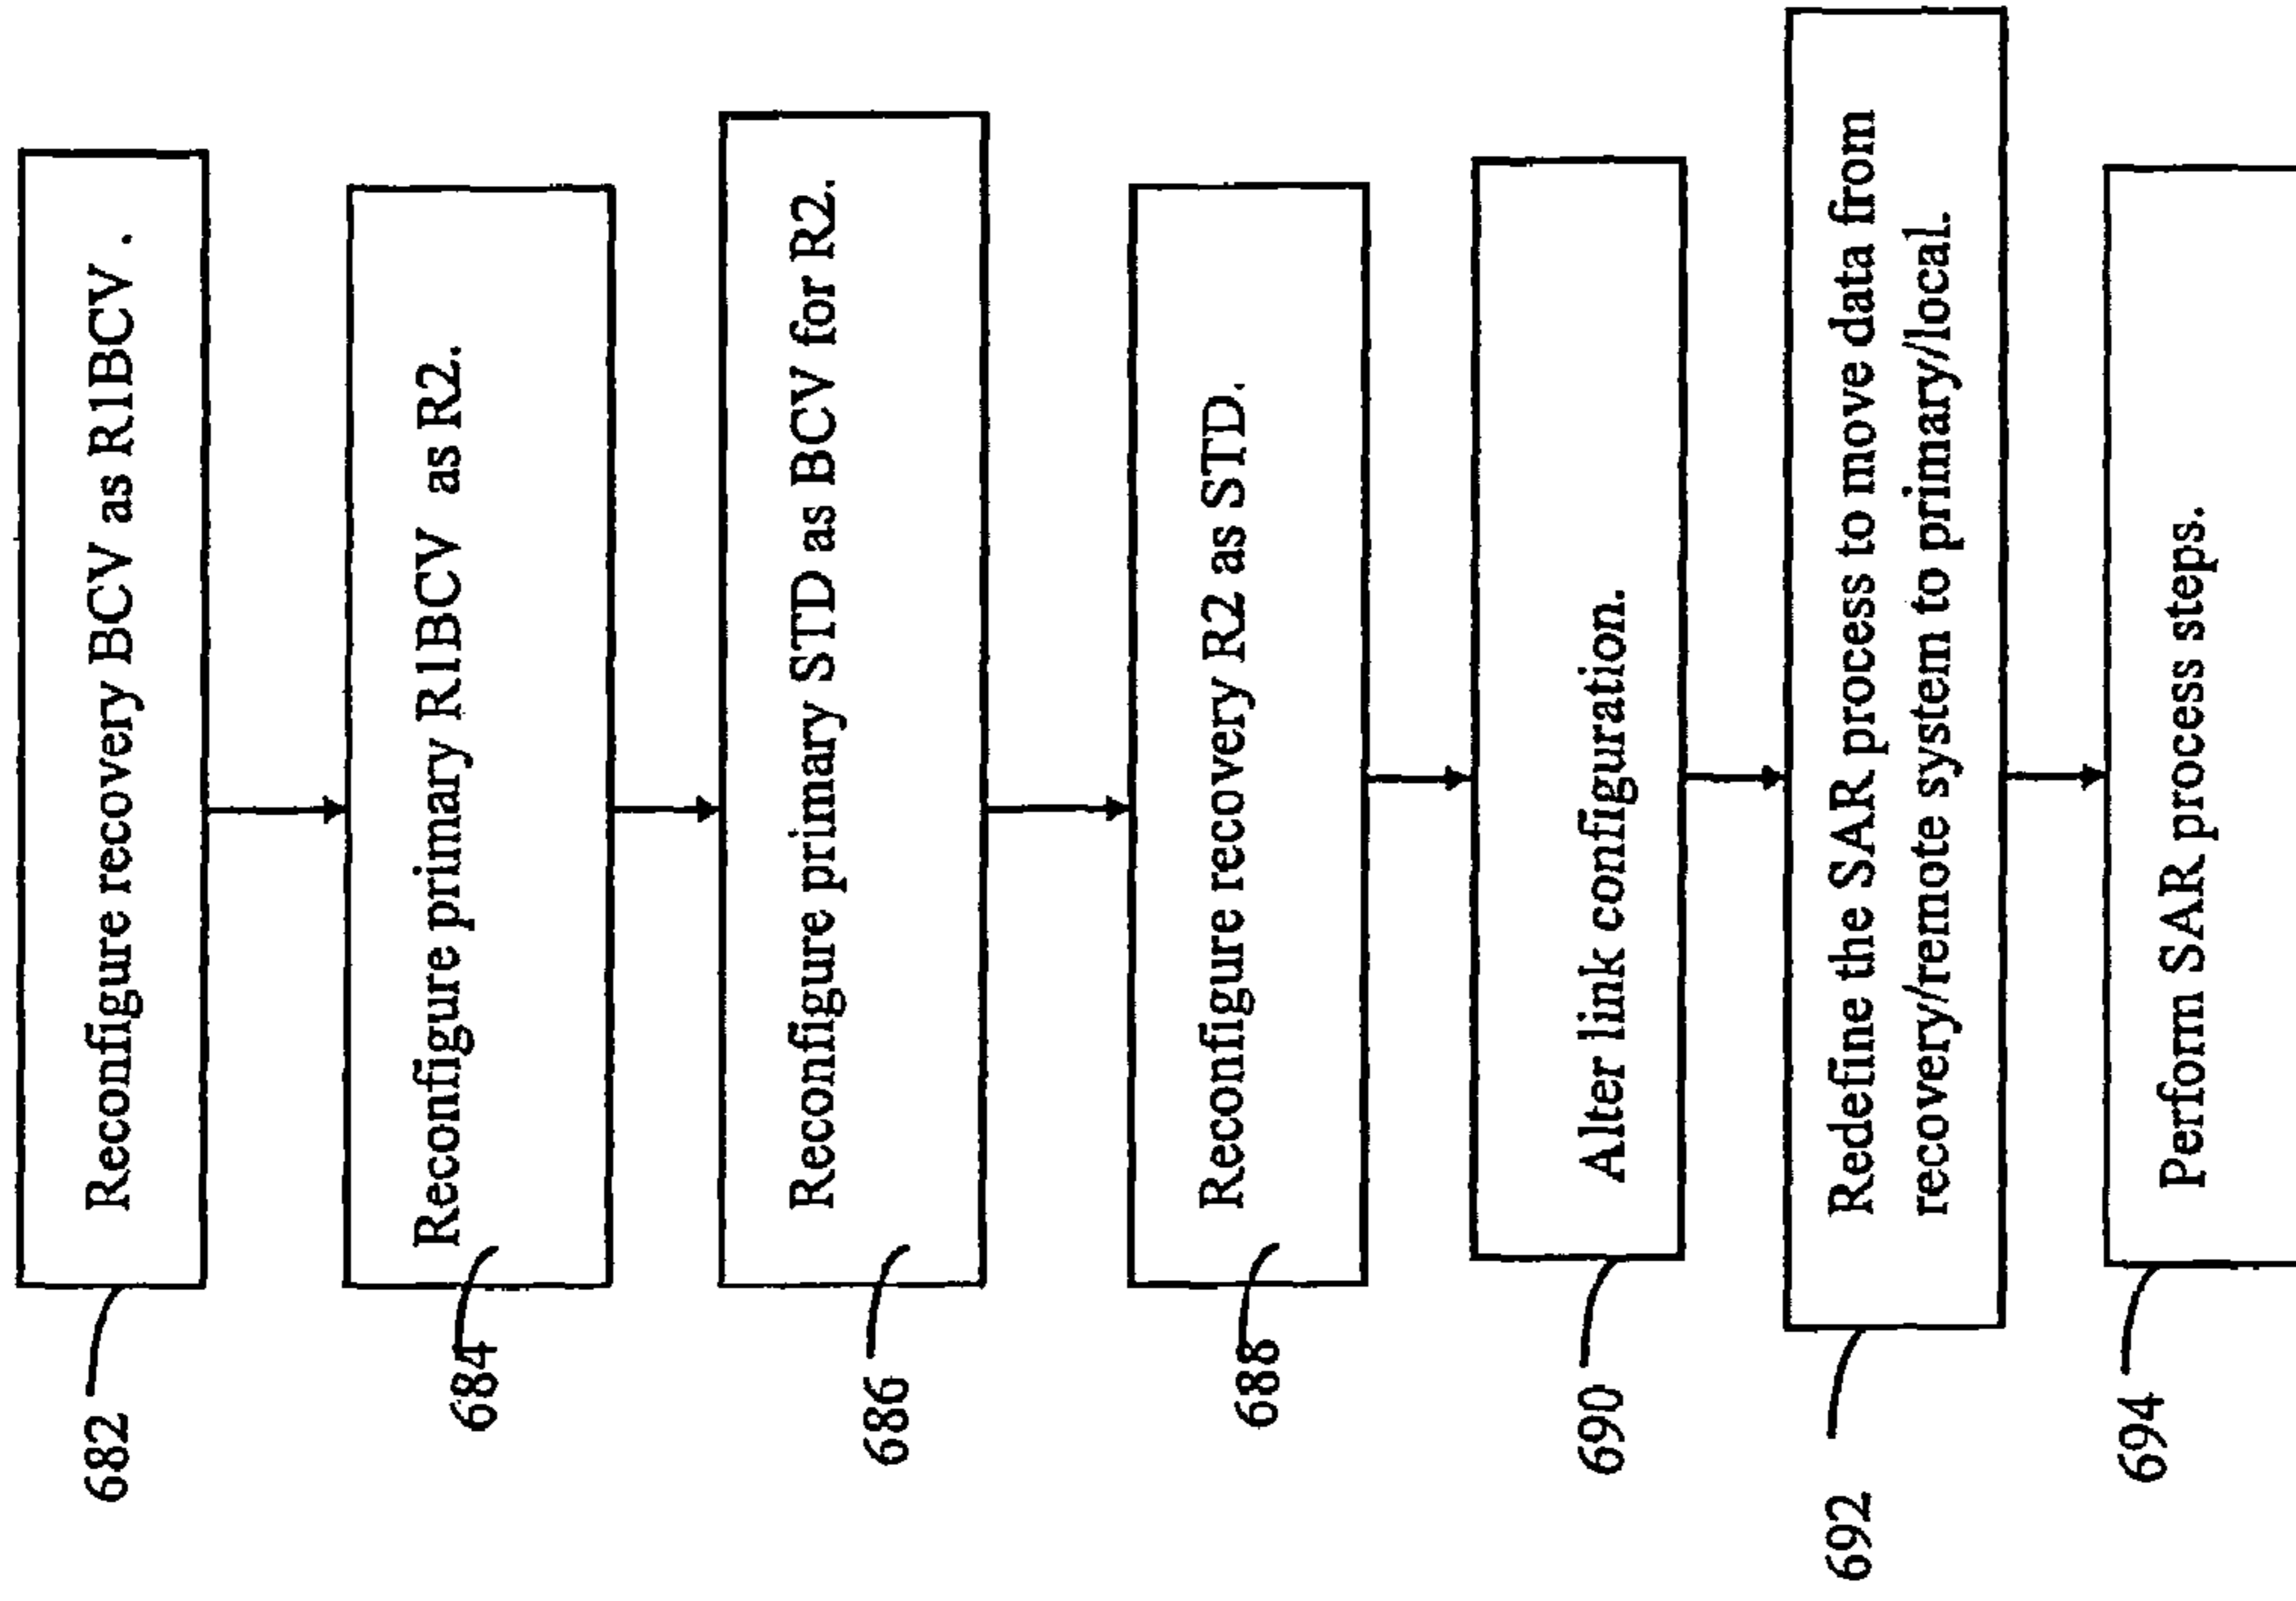 682
Reconfigure recovery BCV as R1BCV .
684
Reconfigure primary R1BCV as R2.
686
Reconfigure primary STD as BCV for R2.
688
Reconfigure recovery R2 as STD.
690
Alter link configuration.
692
Redefine the SAR process to move data from
recovery/remote system to primary/local.
694
Perform SAR process steps.